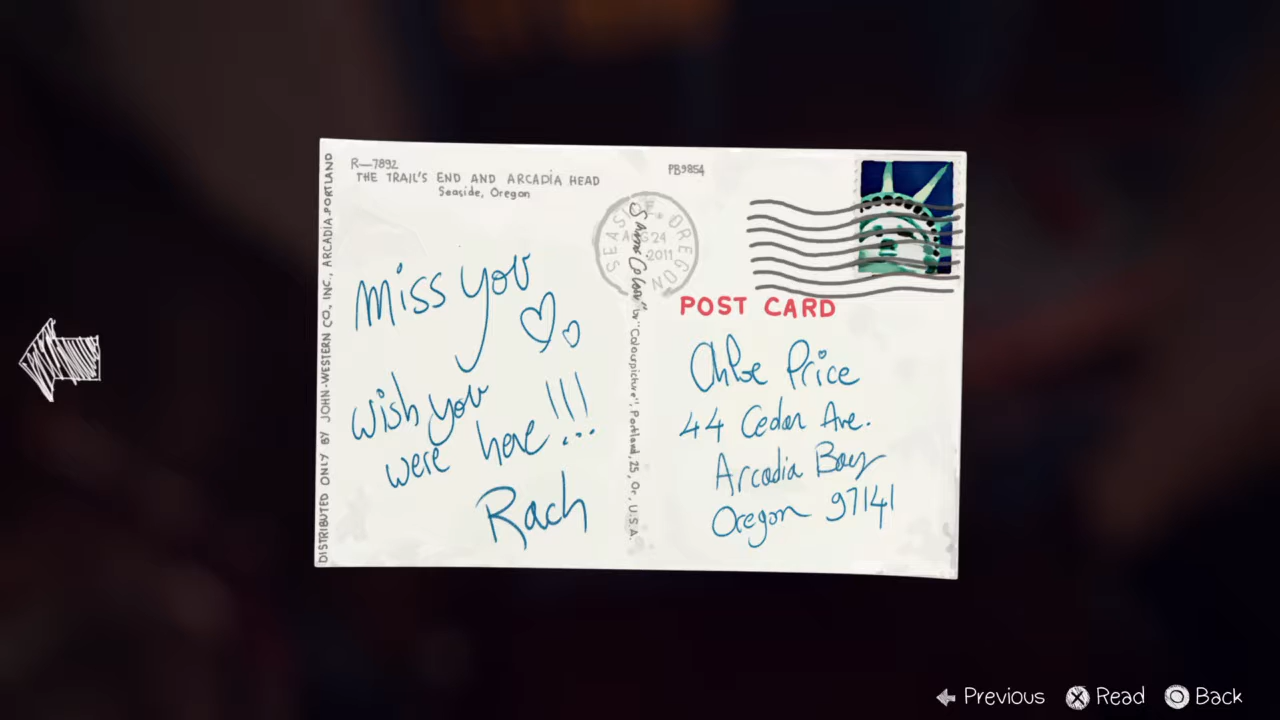 R—7892
THE TRAIL'S END AND ARCADIA HEAD
Seaside, Oregon
PB9854
DISTRIBUTED ONLY BY JOHN-WESTERN CO., INC., ARCADIA-PORTLAND
SEASIDE, OREGON
AUG 24
2011
by "Colourpicture", Portland, 25, Or., U.S.A.
POST CARD
Miss you
Wish you
were here!!!
Rach
Chloe Price
44 Cedar Ave.
Arcadia Bay
Oregon 97141
Previous
Read
Back